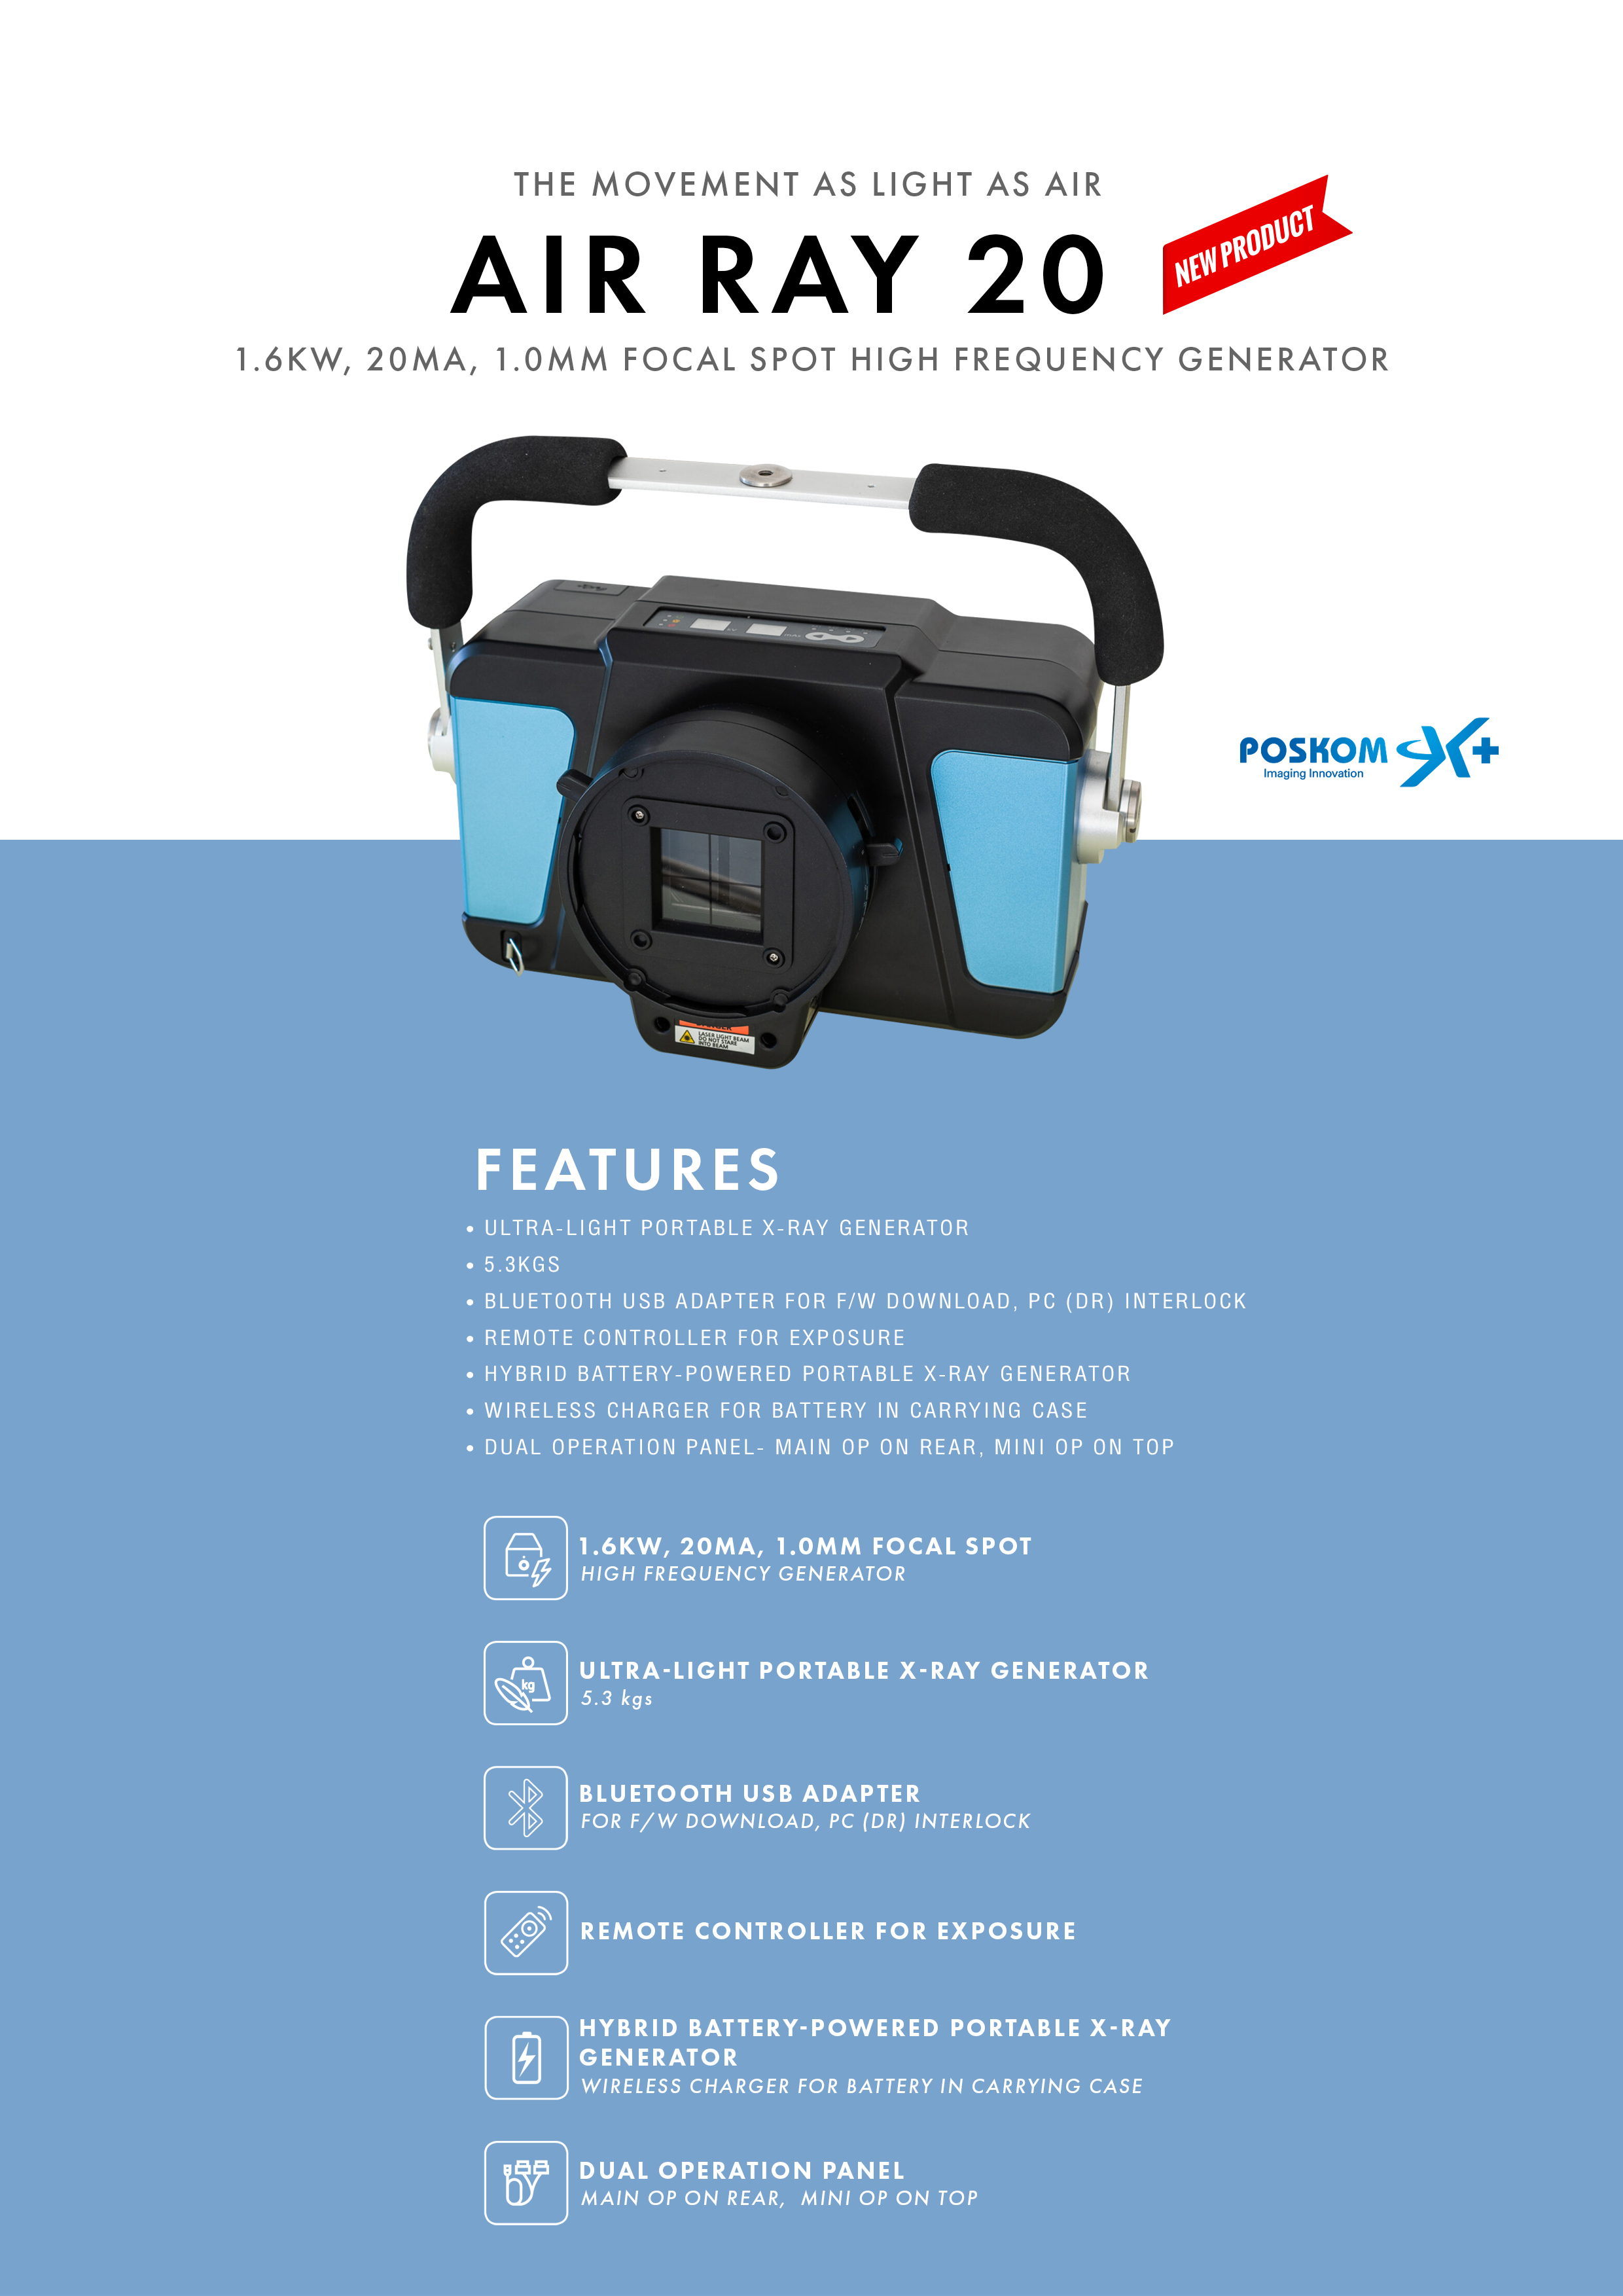 THE MOVEMENT AS LIGHT AS AIR
AIR RAY 20
NEW PRODUCT
1.6KW, 20MA, 1.0MM FOCAL SPOT HIGH FREQUENCY GENERATOR
POSKOM
Imaging Innovation
LASER LIGHT BEAM
DO NOT STARE
INTO BEAM
FEATURES
• ULTRA-LIGHT PORTABLE X-RAY GENERATOR
• 5.3KGS
• BLUETOOTH USB ADAPTER FOR F/W DOWNLOAD, PC (DR) INTERLOCK
• REMOTE CONTROLLER FOR EXPOSURE
• HYBRID BATTERY-POWERED PORTABLE X-RAY GENERATOR
• WIRELESS CHARGER FOR BATTERY IN CARRYING CASE
• DUAL OPERATION PANEL- MAIN OP ON REAR, MINI OP ON TOP
1.6KW, 20MA, 1.0MM FOCAL SPOT
HIGH FREQUENCY GENERATOR
kg
ULTRA-LIGHT PORTABLE X-RAY GENERATOR
5.3 kgs
BLUETOOTH USB ADAPTER
FOR F/W DOWNLOAD, PC (DR) INTERLOCK
REMOTE CONTROLLER FOR EXPOSURE
HYBRID BATTERY-POWERED PORTABLE X-RAY
GENERATOR
WIRELESS CHARGER FOR BATTERY IN CARRYING CASE
DUAL OPERATION PANEL
MAIN OP ON REAR, MINI OP ON TOP